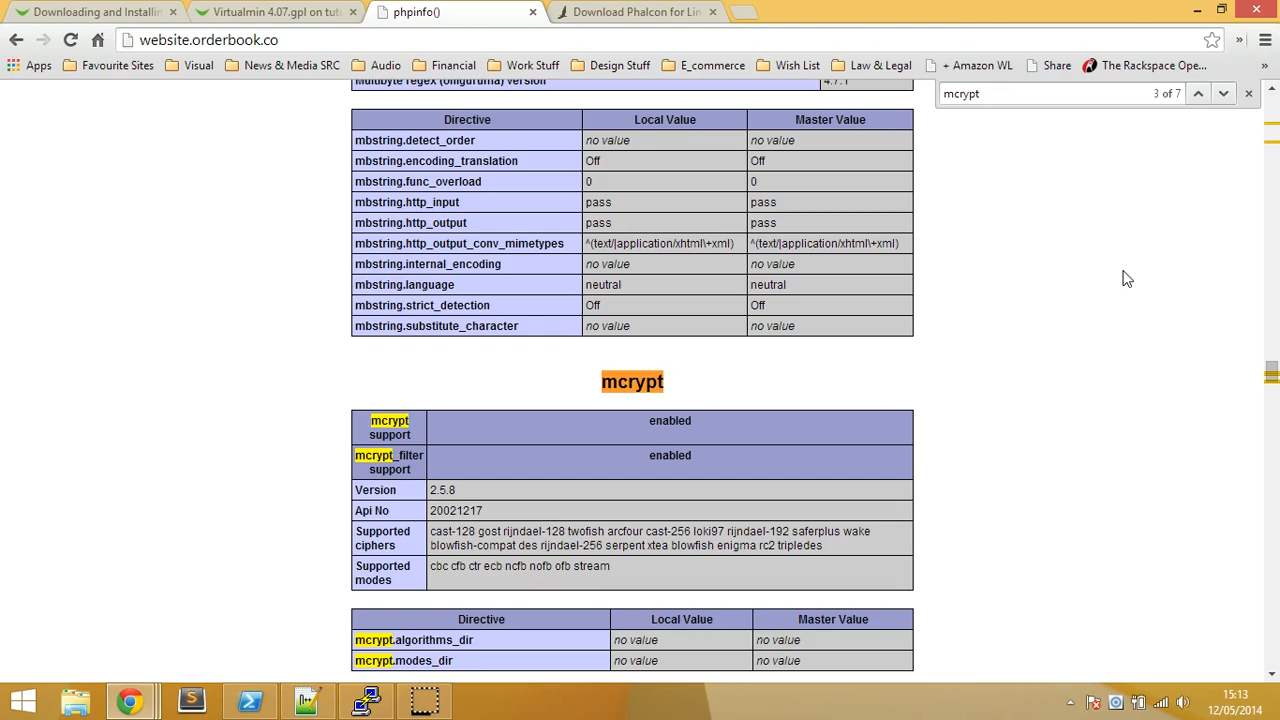 Downloading and Installin
Virtualmin 4.07.gpl on tut
phpinfo()
Download Phalcon for Lin
website.orderbook.co
Apps
Favourite Sites
Visual
News & Media SRC
Audio
Financial
Work Stuff
Design Stuff
E_commerce
Wish List
Law & Legal
+ Amazon WL
Share
The Rackspace Ope...
mcrypt 3 of 7
Multibyte regex (oniguruma) version 4.7.1
Directive Local Value Master Value
mbstring.detect_order no value no value
mbstring.encoding_translation Off Off
mbstring.func_overload 0 0
mbstring.http_input pass pass
mbstring.http_output pass pass
mbstring.http_output_conv_mimetypes ^(text/|application/xhtml\+xml) ^(text/|application/xhtml\+xml)
mbstring.internal_encoding no value no value
mbstring.language neutral neutral
mbstring.strict_detection Off Off
mbstring.substitute_character no value no value
mcrypt
mcrypt support enabled
mcrypt_filter support enabled
Version 2.5.8
Api No 20021217
Supported ciphers cast-128 gost rijndael-128 twofish arcfour cast-256 loki97 rijndael-192 saferplus wake
blowfish-compat des rijndael-256 serpent xtea blowfish enigma rc2 tripledes
Supported modes cbc cfb ctr ecb ncfb nofb ofb stream
Directive Local Value Master Value
mcrypt.algorithms_dir no value no value
mcrypt.modes_dir no value no value
15:13
12/05/2014